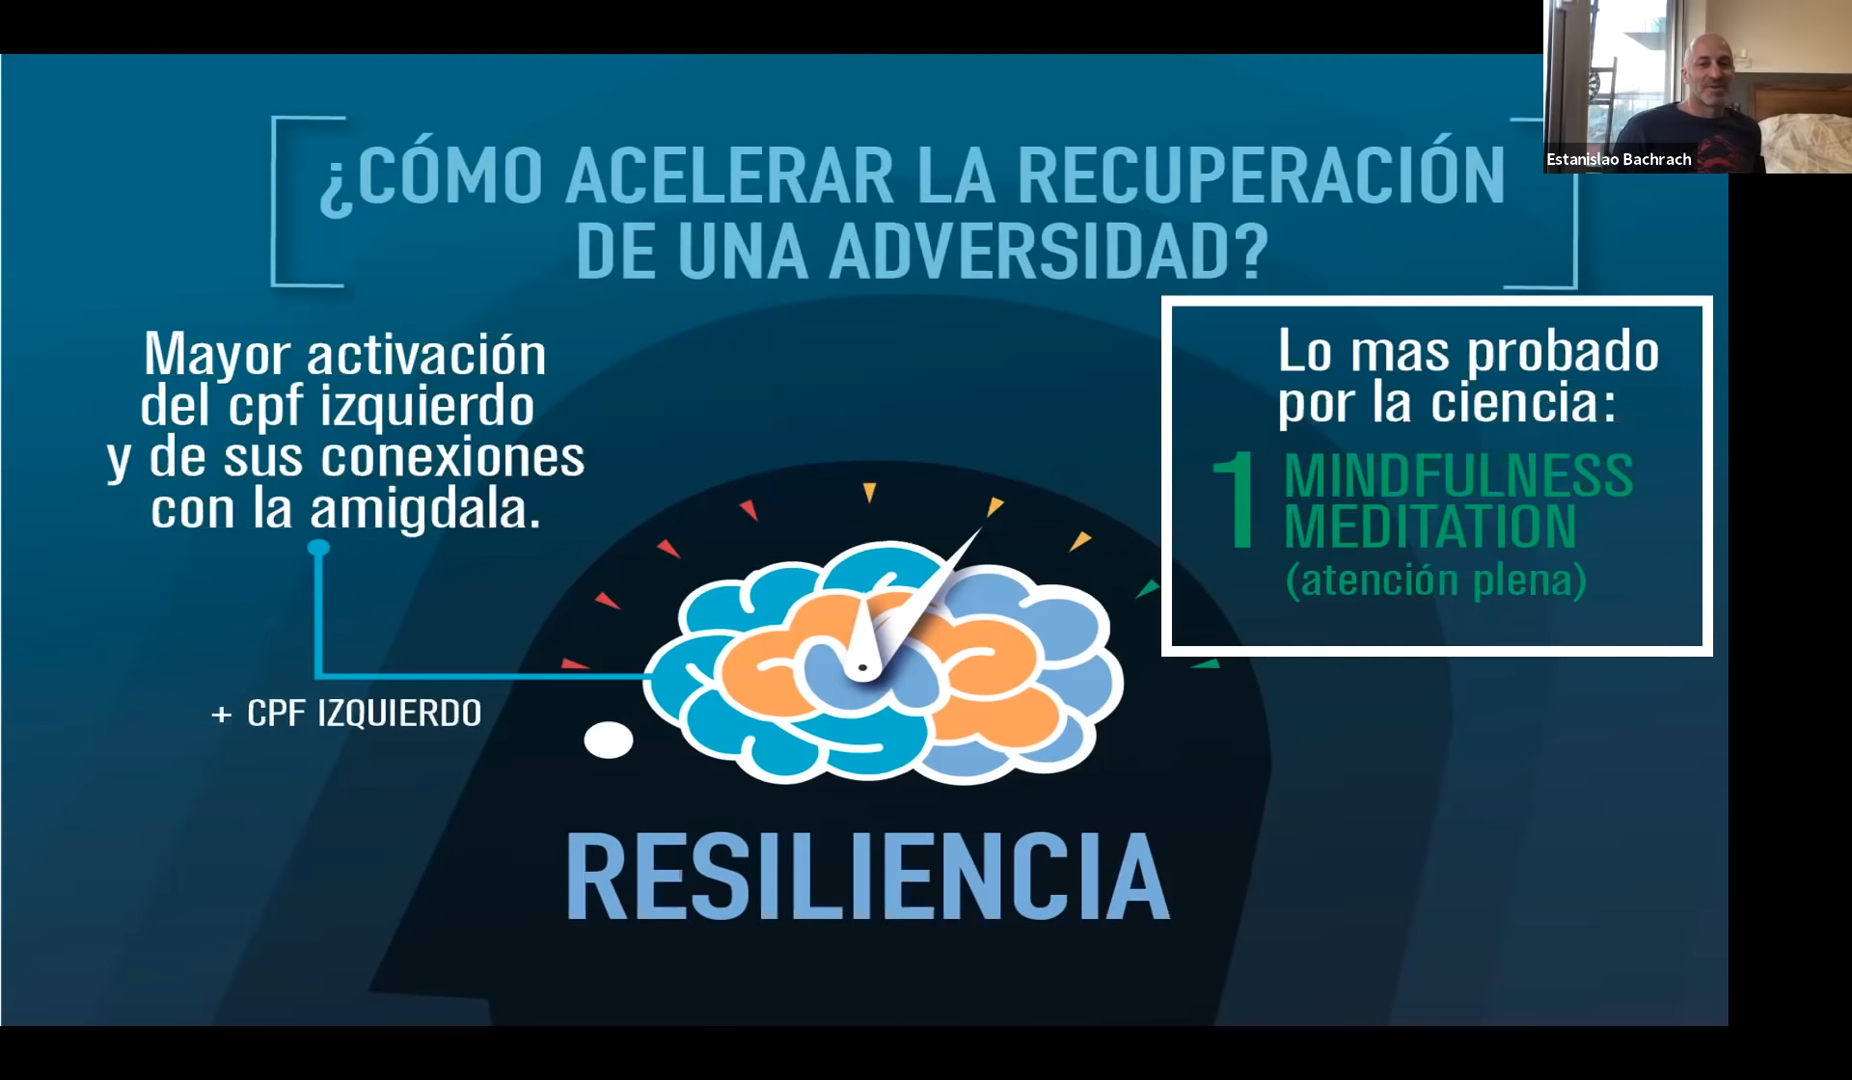 Estanislao Bachrach
¿CÓMO ACELERAR LA RECUPERACIÓN
DE UNA ADVERSIDAD?
Mayor activación
del cpf izquierdo
y de sus conexiones
con la amigdala.
+ CPF IZQUIERDO
Lo mas probado
por la ciencia:
1 MINDFULNESS
MEDITATION
(atención plena)
RESILIENCIA